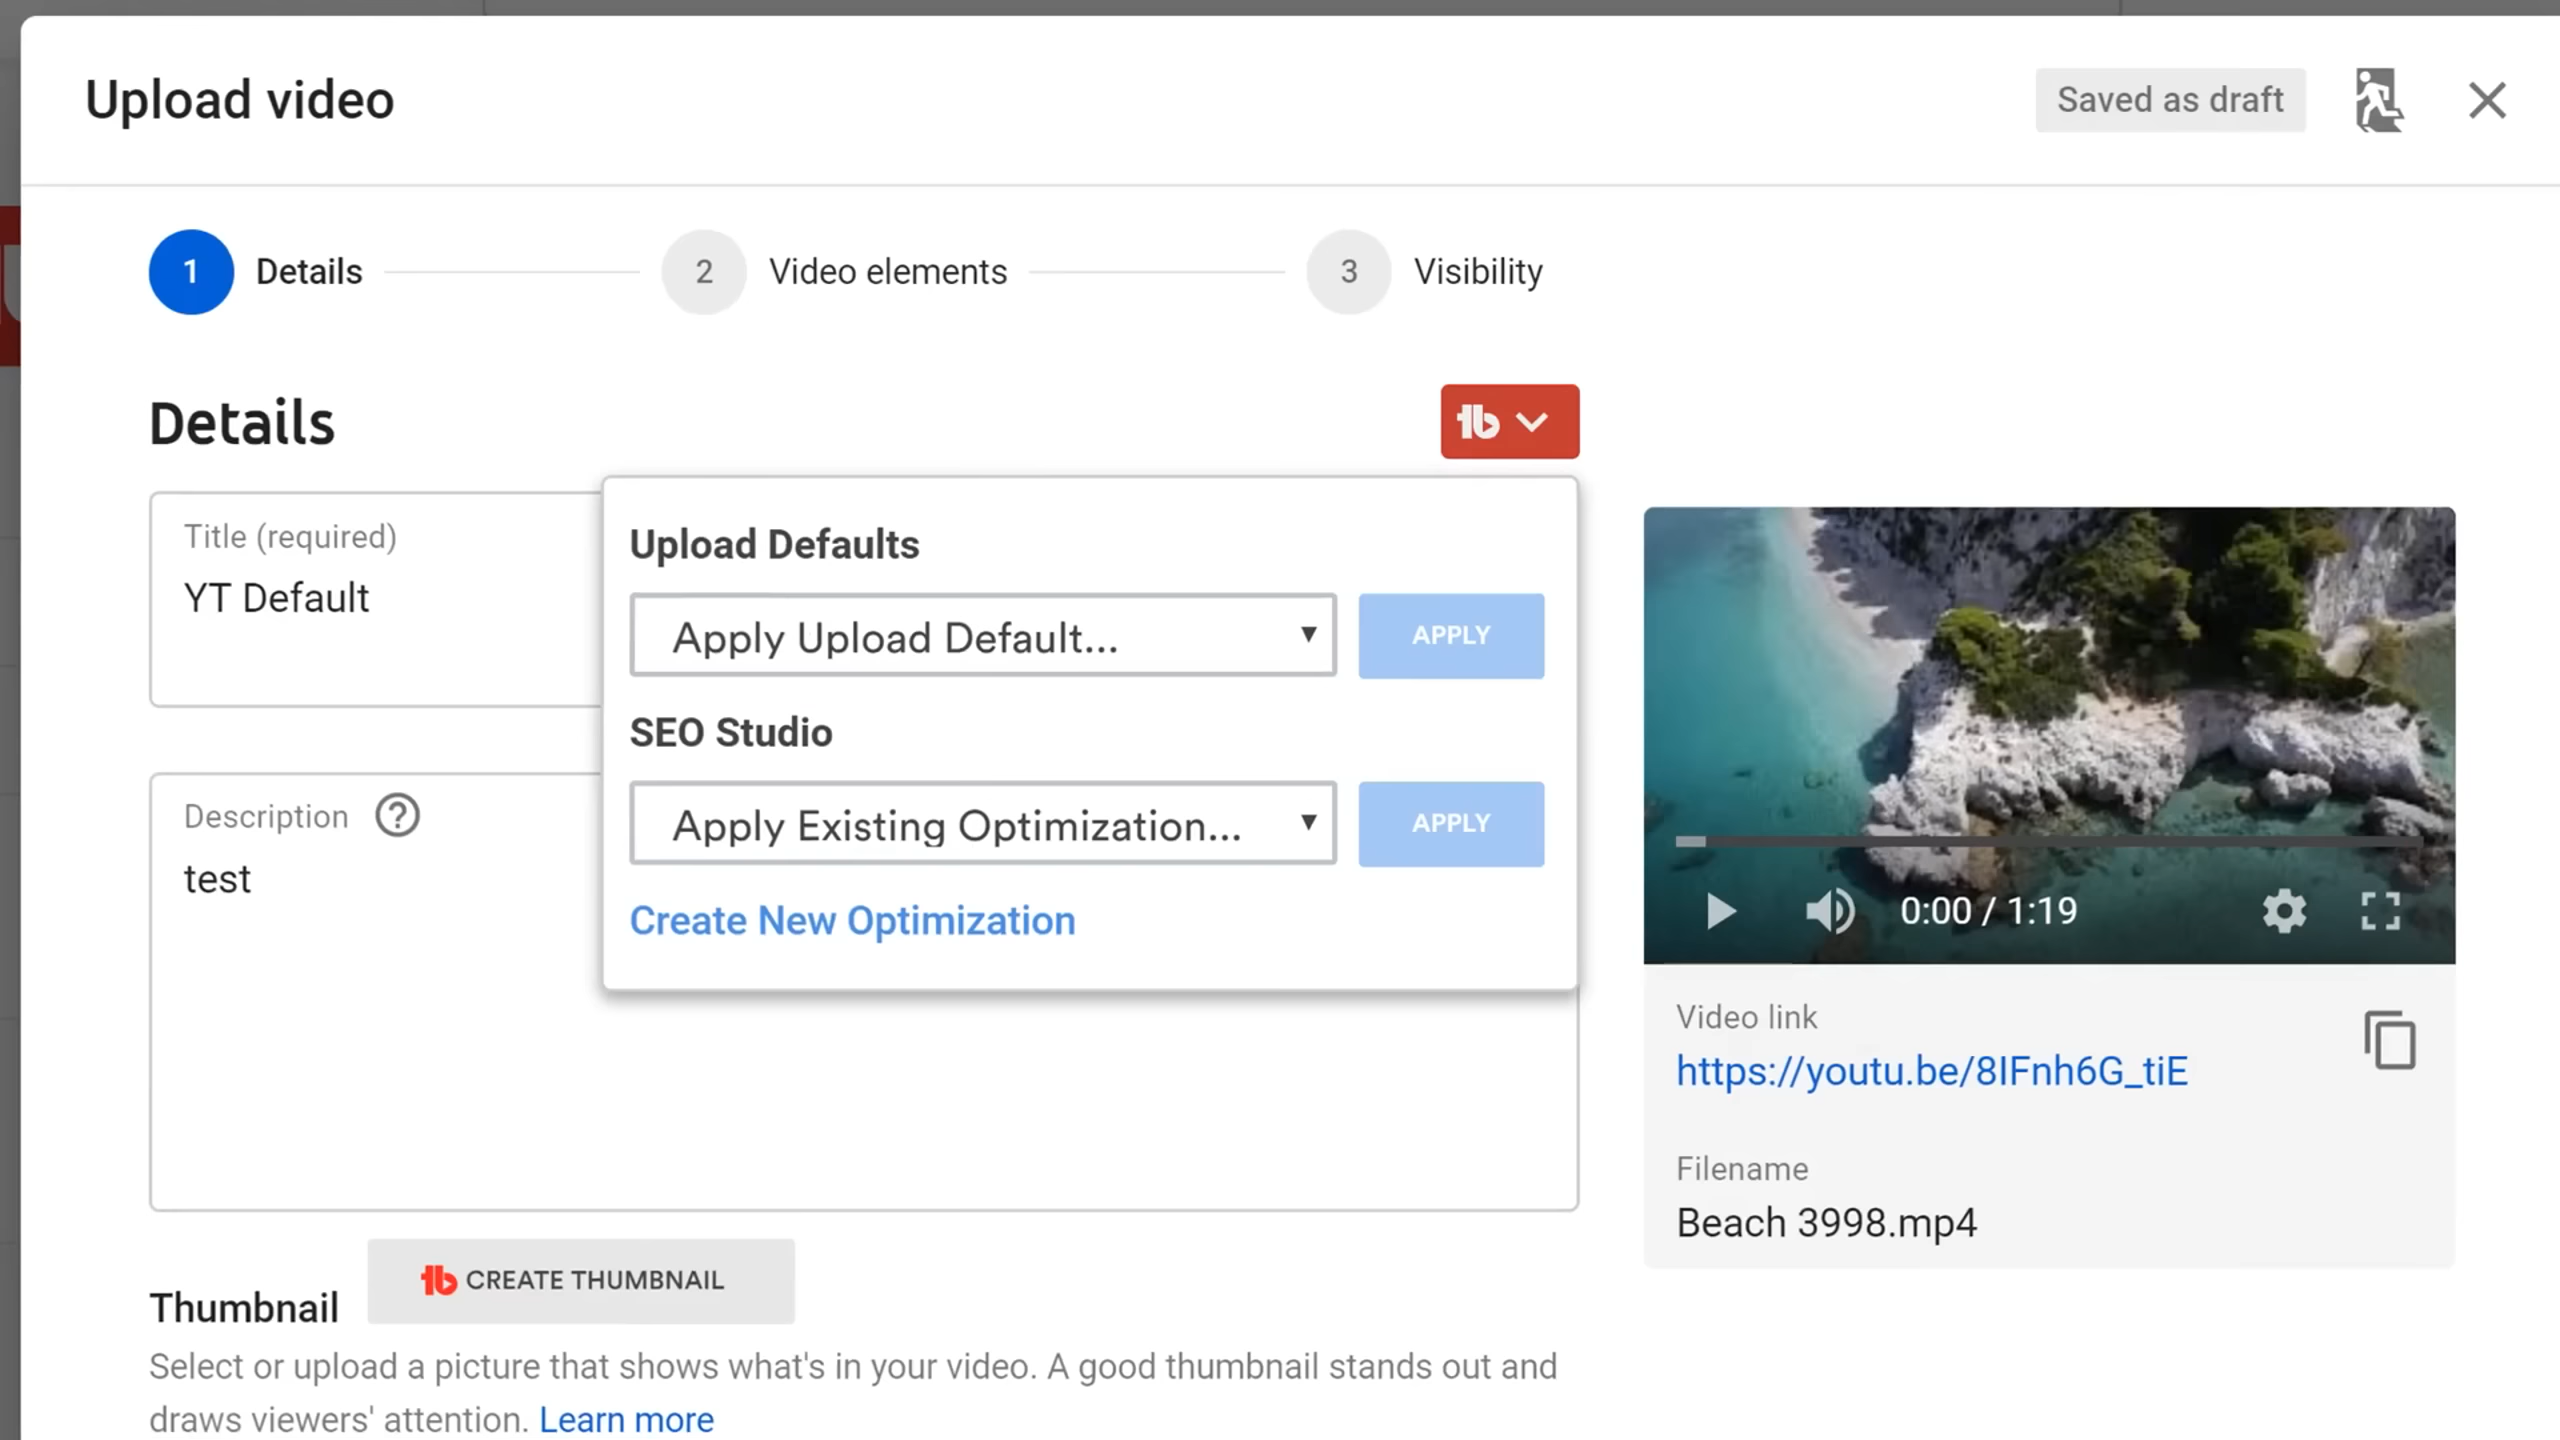 Upload video
Saved as draft
1 Details
2 Video elements
3 Visibility
Details
tb
Title (required)
YT Default
Upload Defaults
Apply Upload Default...
APPLY
SEO Studio
Apply Existing Optimization...
APPLY
Create New Optimization
Description
test
0:00 / 1:19
Video link
https://youtu.be/8IFnh6G_tiE
Filename
Beach 3998.mp4
Thumbnail
tb CREATE THUMBNAIL
Select or upload a picture that shows what's in your video. A good thumbnail stands out and
draws viewers' attention. Learn more